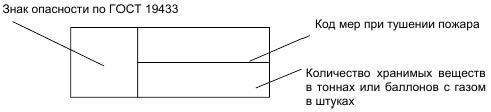 Знак опасности по ГОСТ 19433
Код мер при тушении пожара
Количество хранимых веществ
в тоннах или баллонов с газом
в штуках